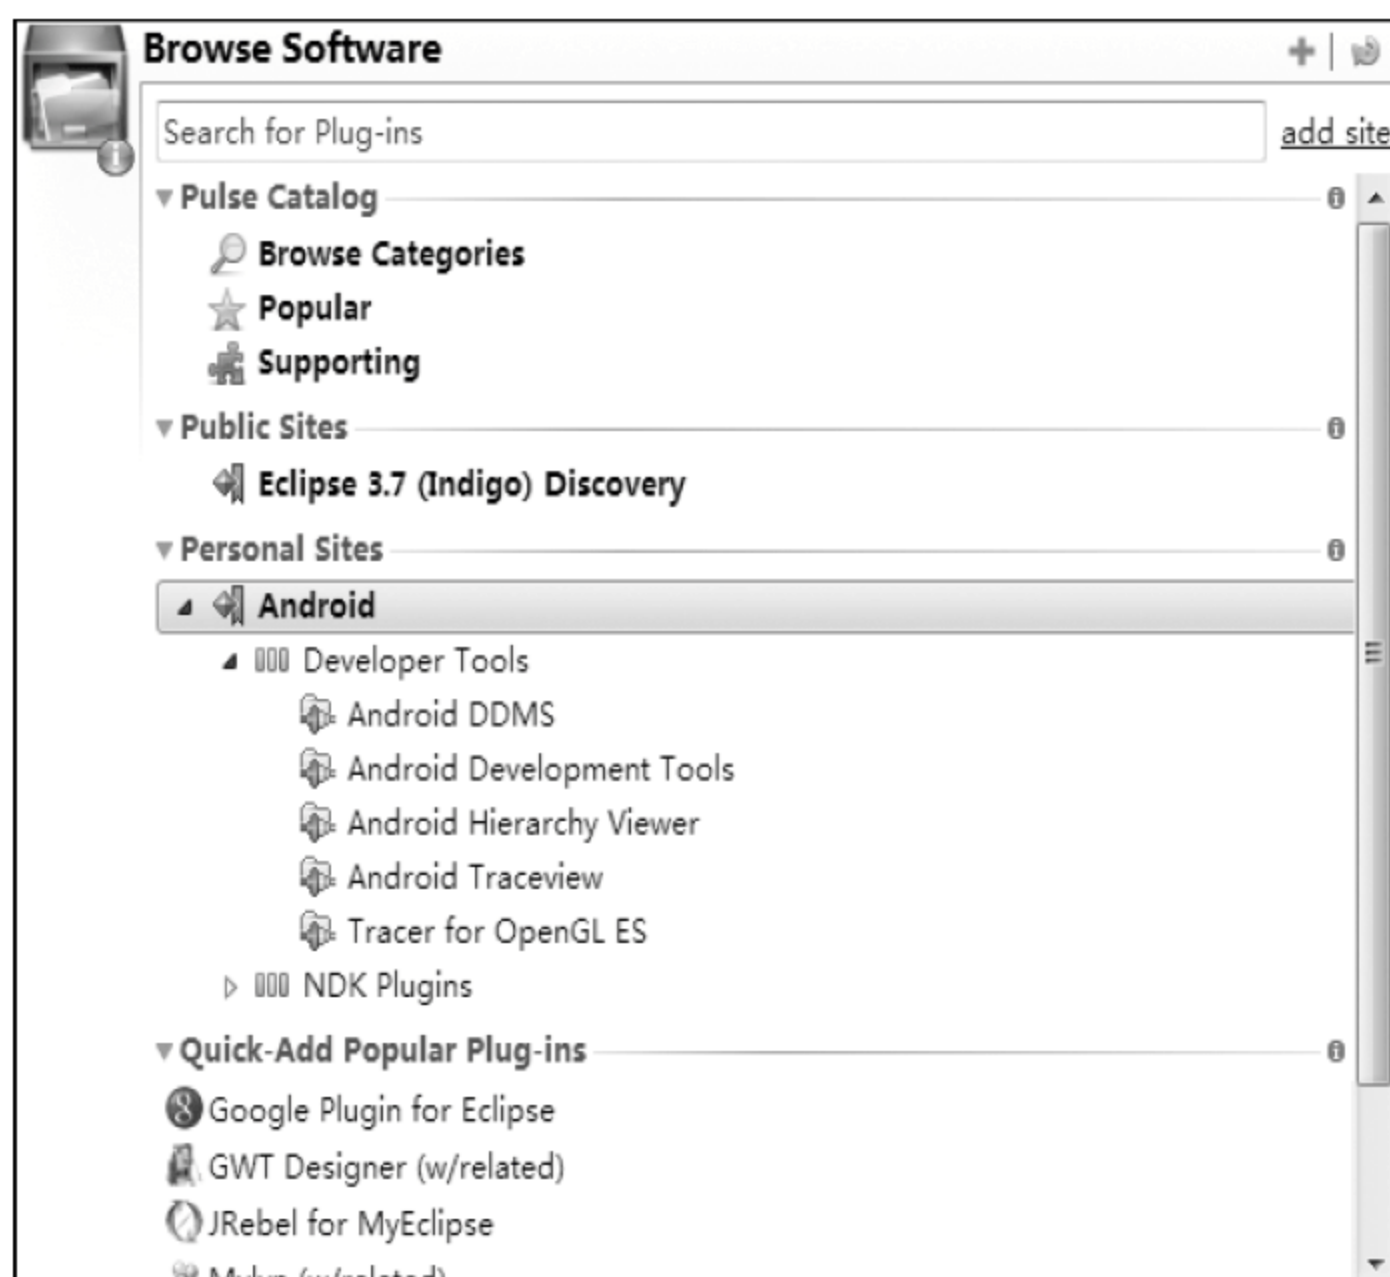 Browse Software
Search for Plug-ins
add site
Pulse Catalog
Browse Categories
Popular
Supporting
Public Sites
Eclipse 3.7 (Indigo) Discovery
Personal Sites
Android
Developer Tools
Android DDMS
Android Development Tools
Android Hierarchy Viewer
Android Traceview
Tracer for OpenGL ES
NDK Plugins
Quick-Add Popular Plug-ins
Google Plugin for Eclipse
GWT Designer (w/related)
JRebel for MyEclipse
Mylyn (w/related)